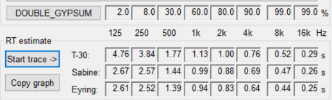 DOUBLE_GYPSUM 2.0 8.0 30.0 60.0 80.0 90.0 99.0 99.0 %
RT estimate 125 250 500 1k 2k 4k 8k 16k Hz
Start trace -> T-30: 4.76 3.84 1.77 1.13 1.00 0.76 0.52 0.29 s
Sabine: 2.67 2.57 1.44 0.99 0.88 0.69 0.47 0.26 s
Copy graph Eyring: 2.61 2.52 1.39 0.94 0.83 0.64 0.44 0.25 s